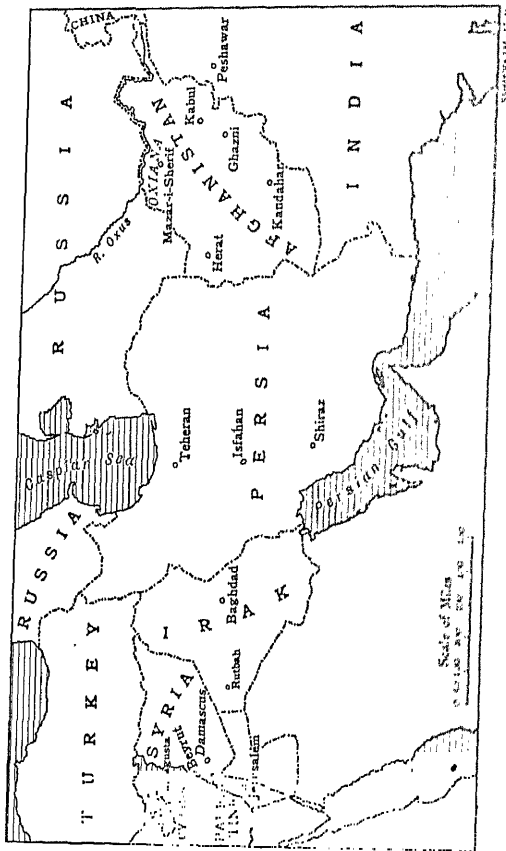 CHINA
RUSSIA
R. Oxus
OXIANA
Mazar-i-Sherif
AFGHANISTAN
Kabul
Peshawar
Ghazni
Kandahar
Herat
INDIA
Caspian Sea
RUSSIA
Teheran
Isfahan
PERSIA
Shiraz
Persian Gulf
TURKEY
SYRIA
IRAK
Baghdad
Rutbah
Beyrut
Damascus
Scale of Miles